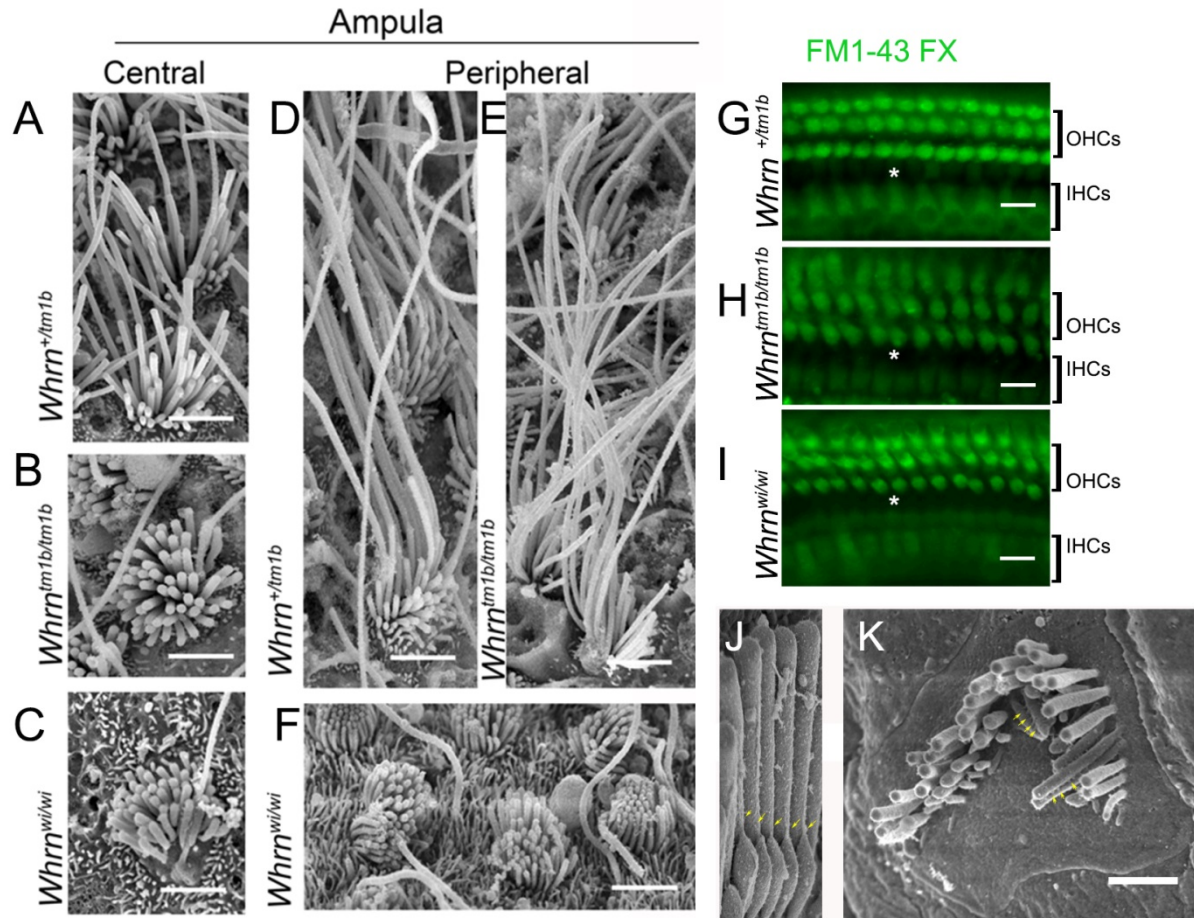 Ampula
Central
Peripheral
A
Whrn+/tm1b
B
Whrntm1b/tm1b
C
Whrnwi/wi
D
Whrn+/tm1b
E
Whrntm1b/tm1b
F
Whrnwi/wi
FM1-43 FX
G
Whrn +/tm1b
*
OHCs
IHCs
H
Whrntm1b/tm1b
*
OHCs
IHCs
I
Whrnwi/wi
*
OHCs
IHCs
J
K